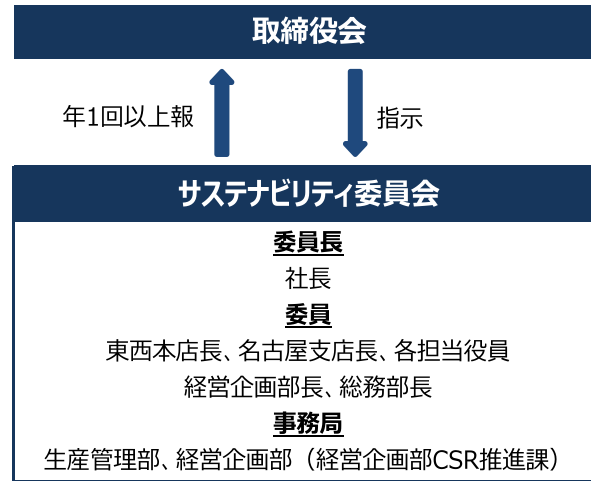 取締役会
年1回以上報
指示
サステナビリティ委員会
委員長
社長
委員
東西本店長、名古屋支店長、各担当役員
経営企画部長、総務部長
事務局
生産管理部、経営企画部（経営企画部CSR推進課）